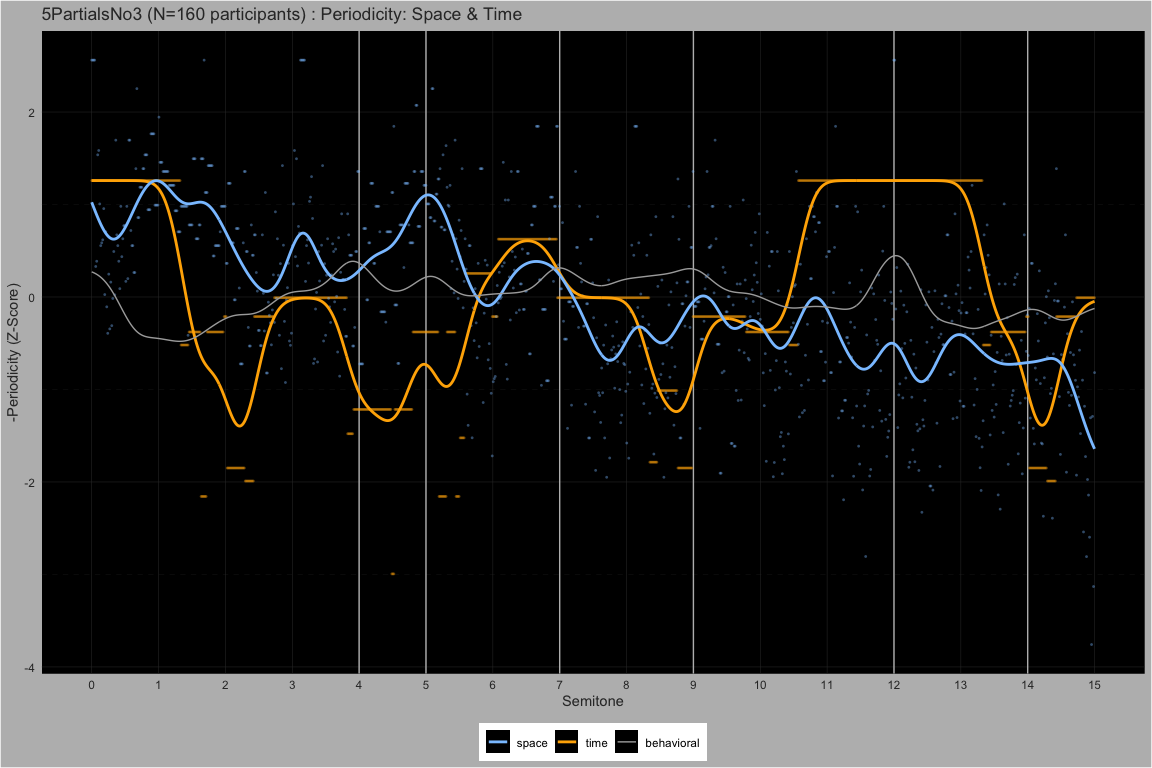 5PartialsNo3 (N=160 participants) : Periodicity: Space & Time
-Periodicity (Z-Score)
2
0
-2
-4
0 1 2 3 4 5 6 7 8 9 10 11 12 13 14 15
Semitone
space time behavioral